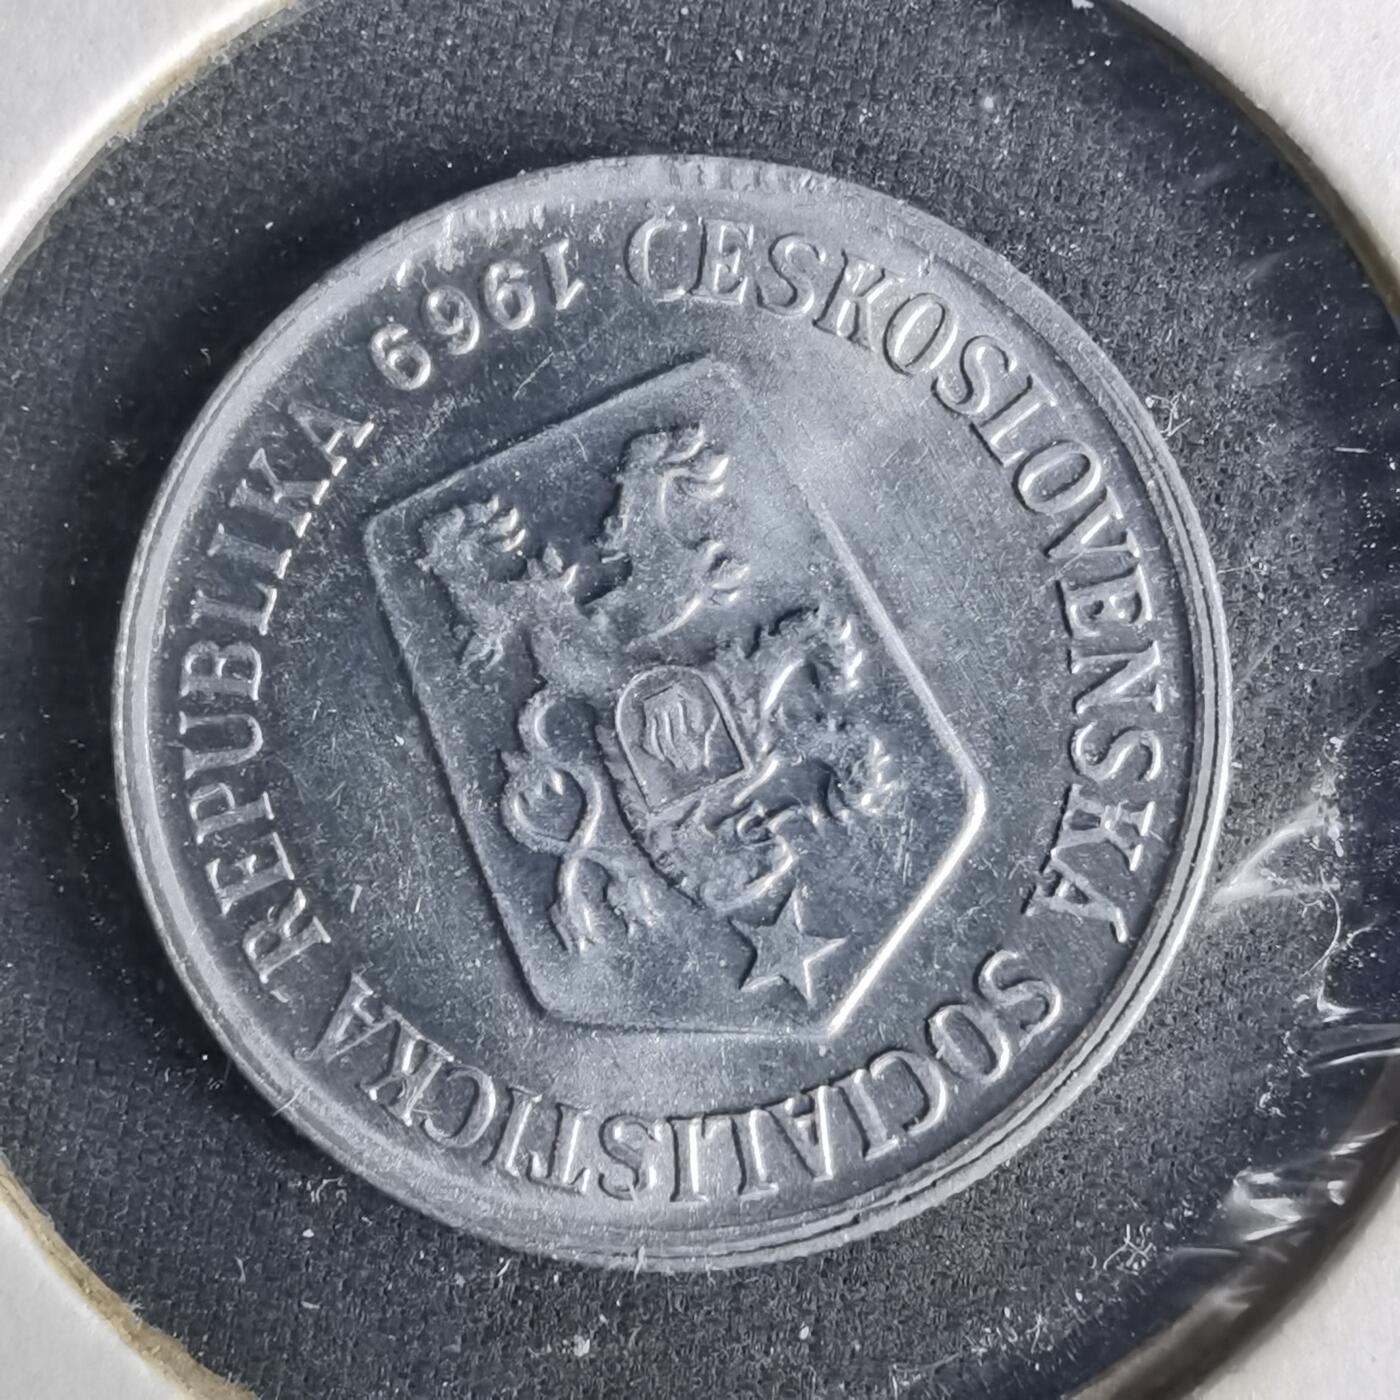 ČESKOSLOVENSKÁ SOCIALISTICKÁ REPUBLIKA
1969